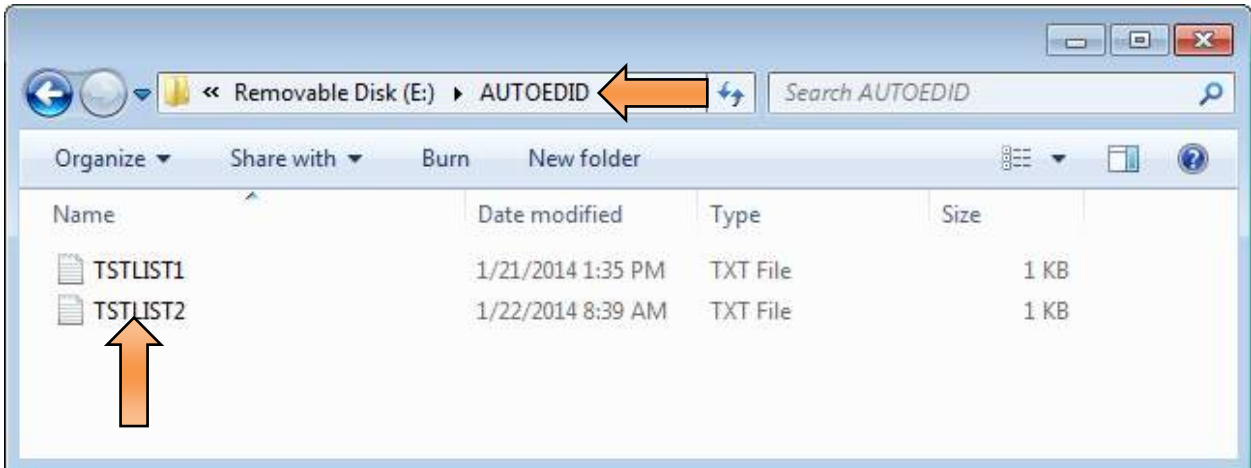 « Removable Disk (E:) ▸ AUTOEDID Search AUTOEDID
Organize Share with Burn New folder
Name Date modified Type Size
TSTLIST1 1/21/2014 1:35 PM TXT File 1 KB
TSTLIST2 1/22/2014 8:39 AM TXT File 1 KB